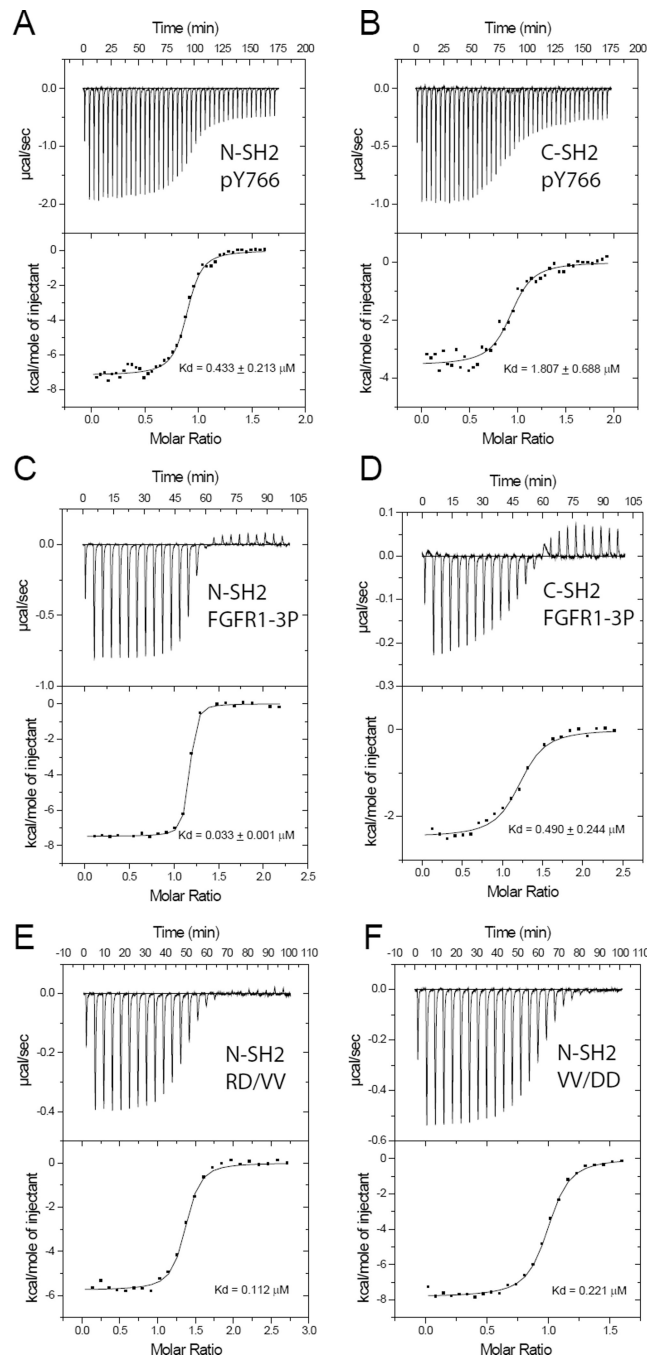 A
Time (min)
0 25 50 75 100 125 150 175 200
0.0
-1.0
-2.0
µcal/sec
N-SH2
pY766
0
-2
-4
-6
-8
kcal/mole of injectant
Kd = 0.433 ± 0.213 µM
0.0 0.5 1.0 1.5 2.0
Molar Ratio
B
Time (min)
0 25 50 75 100 125 150 175 200
0.0
-0.5
-1.0
µcal/sec
C-SH2
pY766
0
-2
-4
kcal/mole of injectant
Kd = 1.807 ± 0.688 µM
0.0 0.5 1.0 1.5 2.0
Molar Ratio
C
Time (min)
0 15 30 45 60 75 90 105
0.0
-0.5
-1.0
µcal/sec
N-SH2
FGFR1-3P
0
-2
-4
-6
-8
kcal/mole of injectant
Kd = 0.033 ± 0.001 µM
0.0 0.5 1.0 1.5 2.0 2.5
Molar Ratio
D
Time (min)
0 15 30 45 60 75 90 105
0.1
0.0
-0.1
-0.2
-0.3
µcal/sec
C-SH2
FGFR1-3P
0
-2
kcal/mole of injectant
Kd = 0.490 ± 0.244 µM
0.0 0.5 1.0 1.5 2.0 2.5
Molar Ratio
E
Time (min)
-10 0 10 20 30 40 50 60 70 80 90 100 110
0.0
-0.2
-0.4
µcal/sec
N-SH2
RD/VV
0
-2
-4
-6
kcal/mole of injectant
Kd = 0.112 µM
0.0 0.5 1.0 1.5 2.0 2.5 3.0
Molar Ratio
F
Time (min)
-10 0 10 20 30 40 50 60 70 80 90 100 110
0.0
-0.2
-0.4
-0.6
µcal/sec
N-SH2
VV/DD
0
-2
-4
-6
-8
kcal/mole of injectant
Kd = 0.221 µM
0.0 0.5 1.0 1.5
Molar Ratio